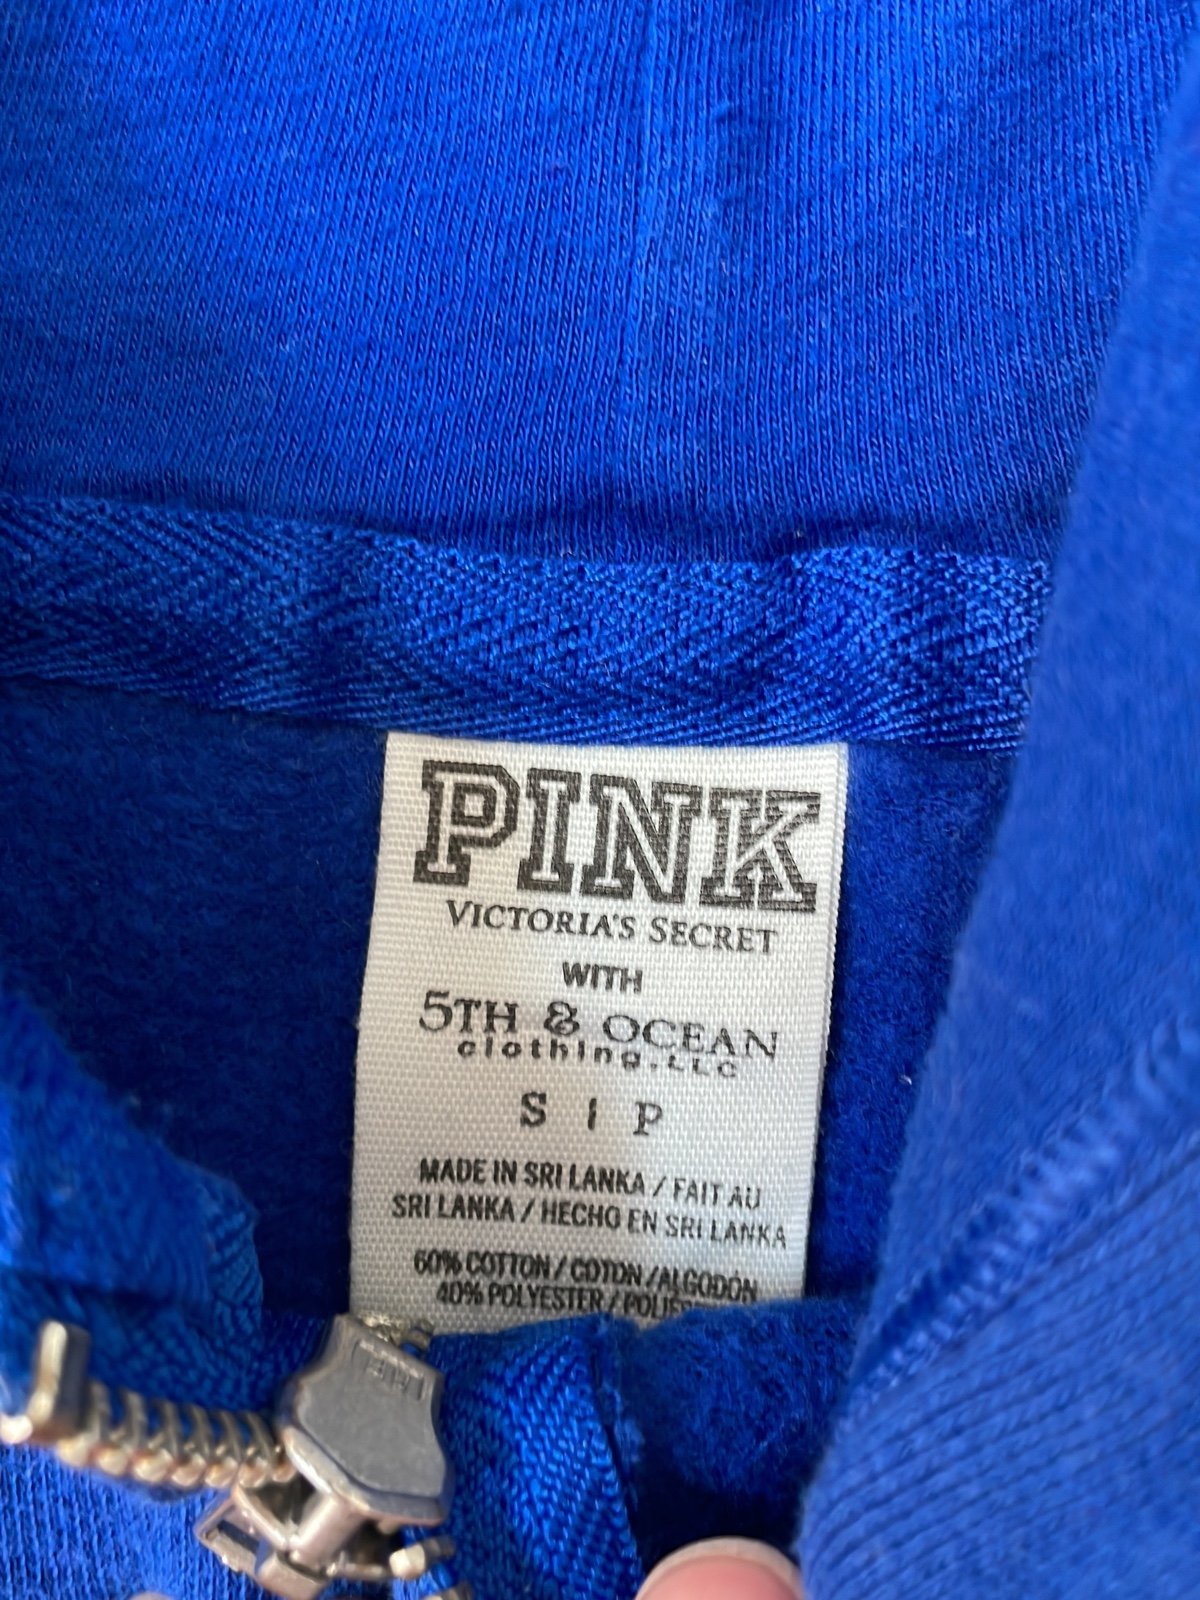 PINK
VICTORIA'S SECRET
WITH
5TH & OCEAN
clothing.LLC
S | P
MADE IN SRI LANKA / FAIT AU
SRI LANKA / HECHO EN SRI LANKA
60% COTTON / COTON / ALGODÓN
40% POLYESTER /